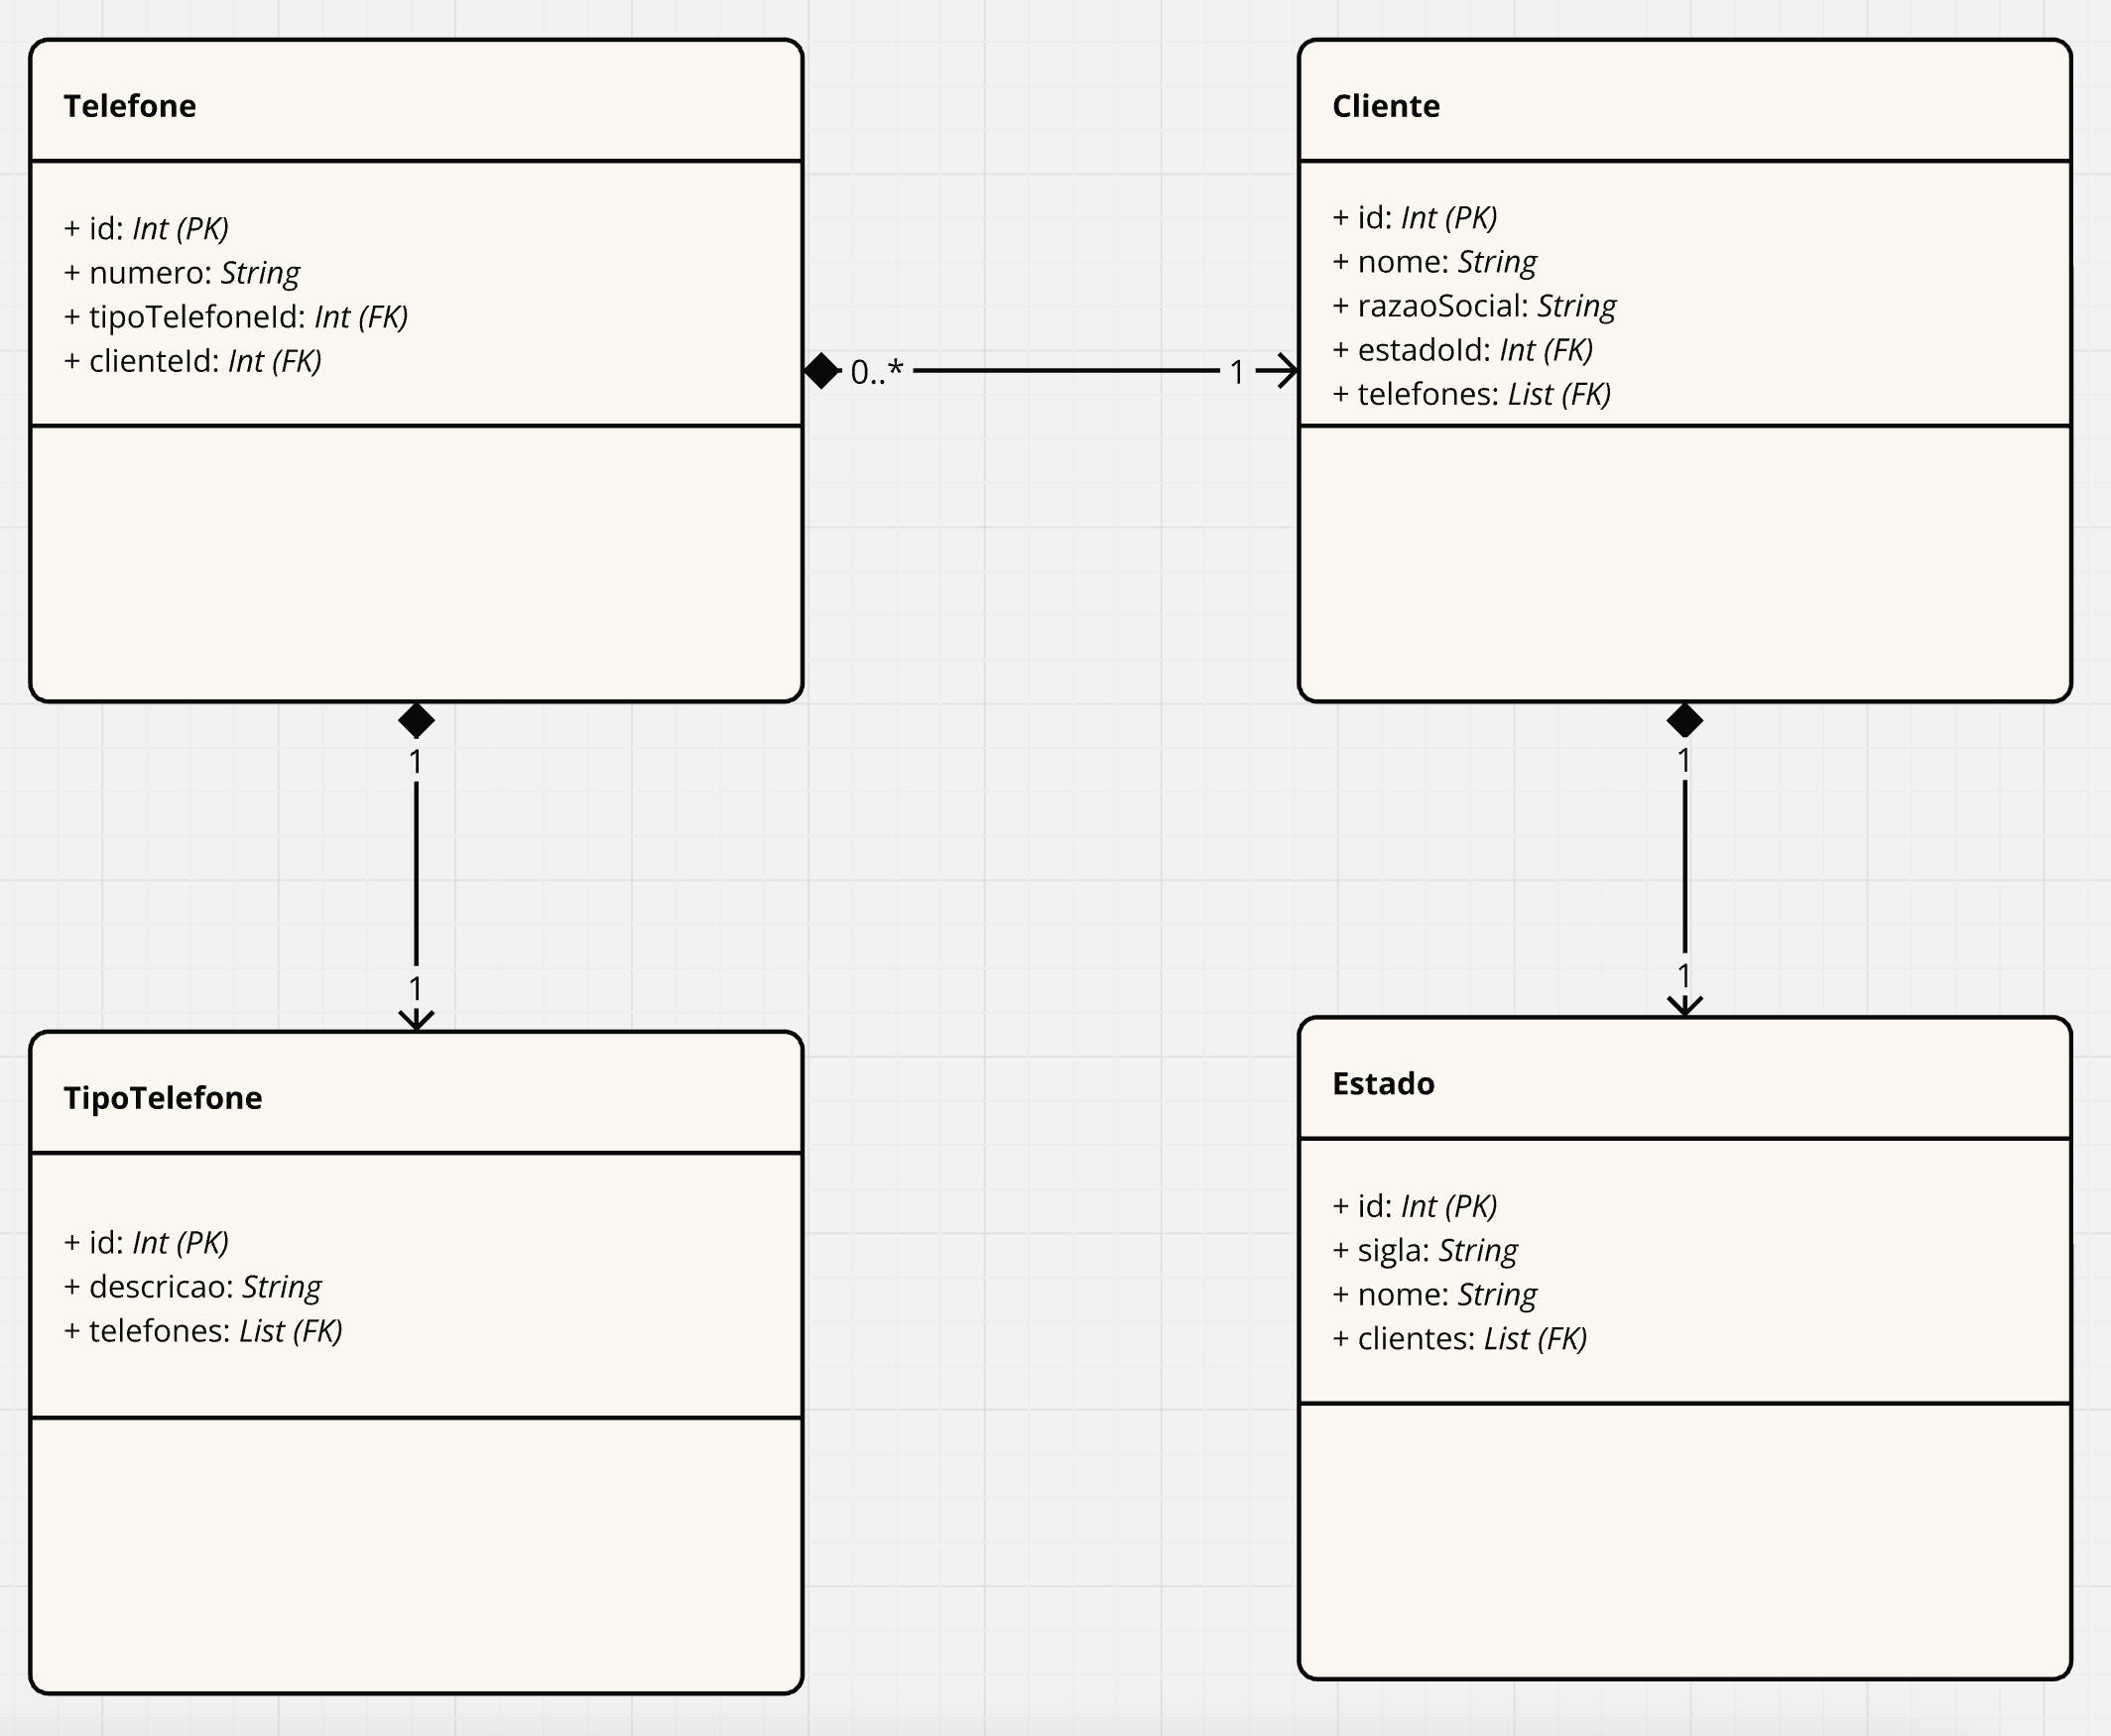 Telefone
+ id: Int (PK)
+ numero: String
+ tipoTelefoneId: Int (FK)
+ clienteId: Int (FK)
0..*
1
Cliente
+ id: Int (PK)
+ nome: String
+ razaoSocial: String
+ estadoId: Int (FK)
+ telefones: List (FK)
1
1
1
1
TipoTelefone
+ id: Int (PK)
+ descricao: String
+ telefones: List (FK)
Estado
+ id: Int (PK)
+ sigla: String
+ nome: String
+ clientes: List (FK)